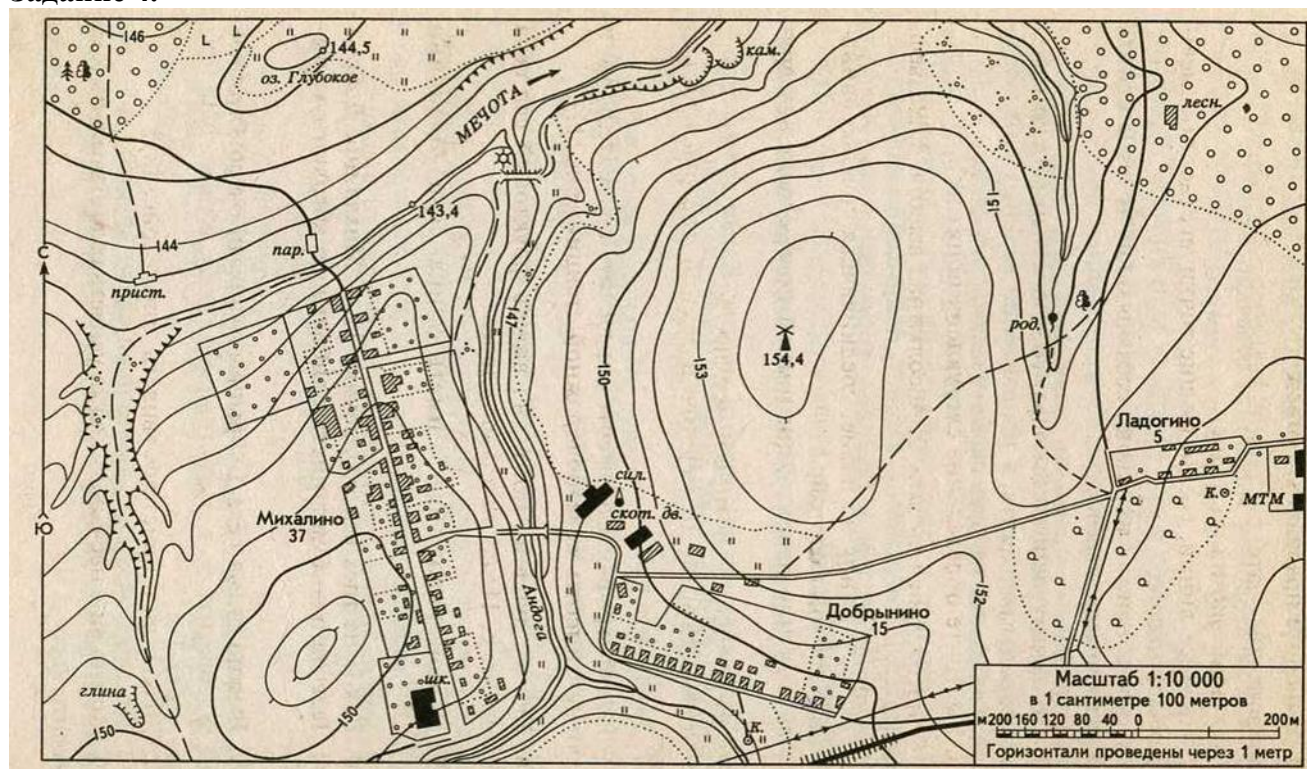 Задание 4.
146
L
L
144,5
оз. Глубокое
кам.
МЕЧОТА
лесн.
143,4
С
144
прист.
пар.
147
150
151
153
154,4
род.
Ладогино
5
К.
МТМ
Михалино
37
сил.
скот. дв.
Андога
Добрынино
15
152
Ю
глина
150
150
шк.
К.
Масштаб 1:10 000
в 1 сантиметре 100 метров
м 200 160 120 80 40 0 200 м
Горизонтали проведены через 1 метр